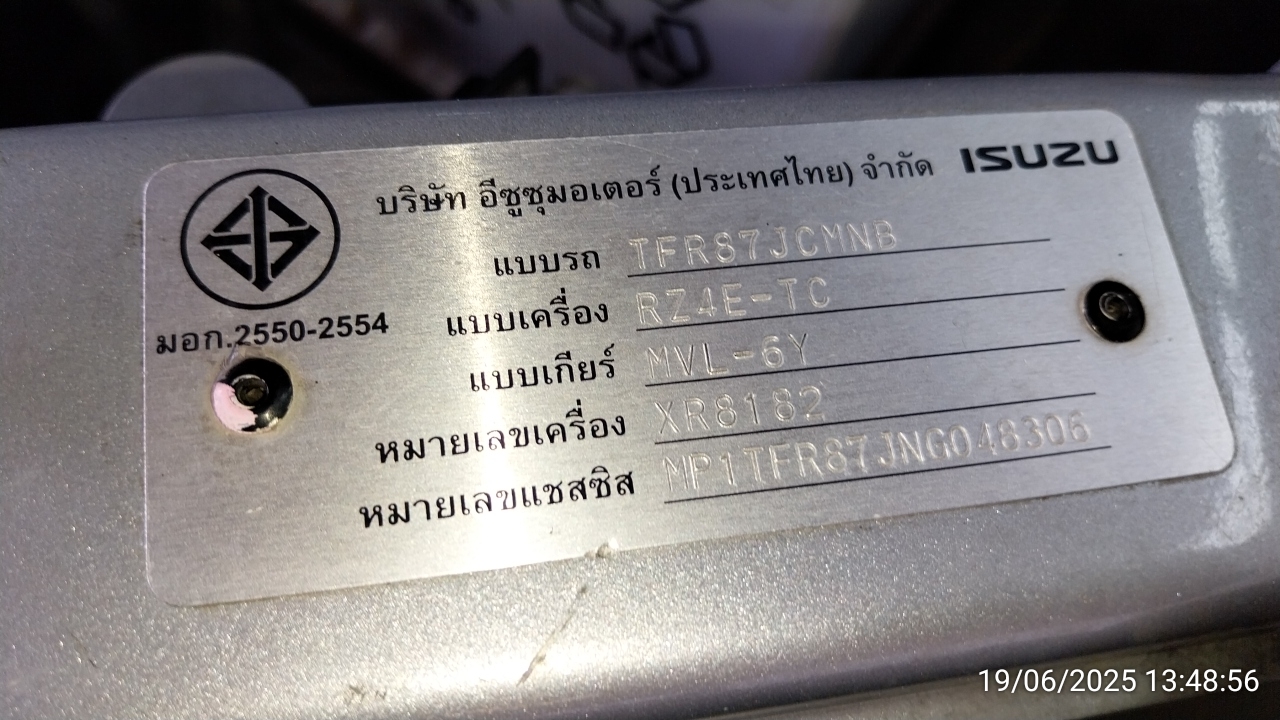 บริษัท อีซูซุมอเตอร์ (ประเทศไทย) จำกัด ISUZU
แบบรถ TFR87JCMNB
มอก.2550-2554
แบบเครื่อง RZ4E-TC
แบบเกียร์ MVL-6Y
หมายเลขเครื่อง XR8182
หมายเลขแชสซิส MP1TFR87JNG048306
19/06/2025 13:48:56